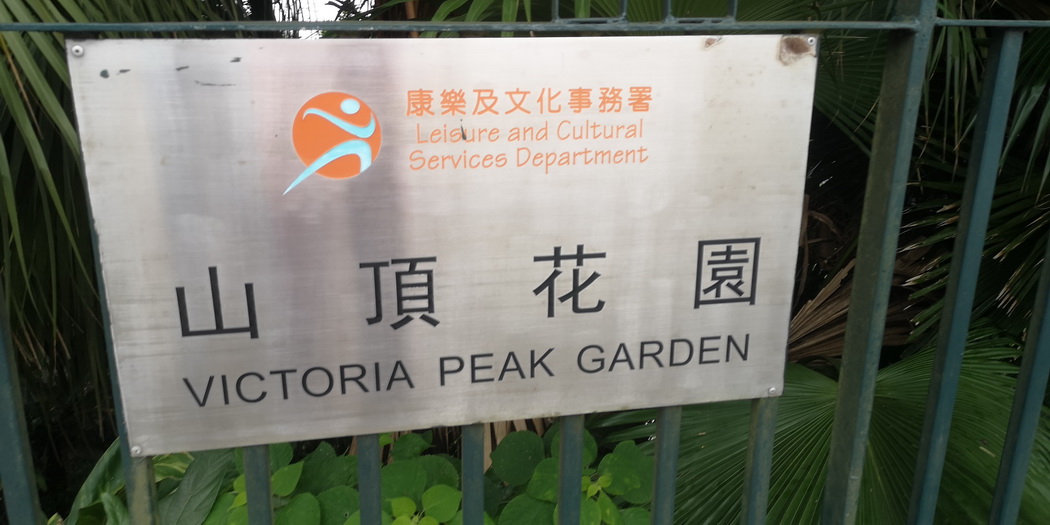 康樂及文化事務署
Leisure and Cultural
Services Department
山頂花園
VICTORIA PEAK GARDEN